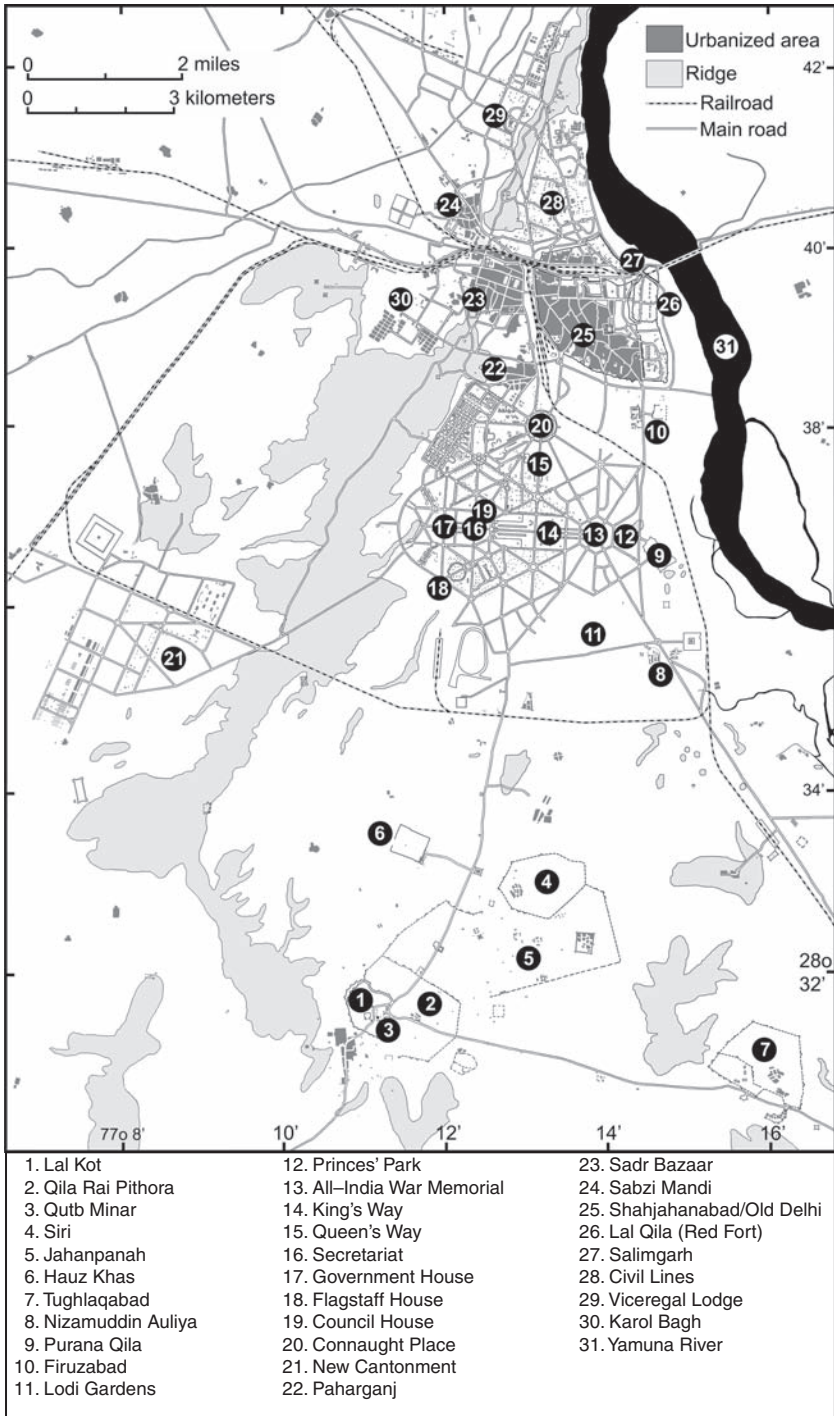 0 2 miles
0 3 kilometers
Urbanized area
Ridge
Railroad
Main road
42'
29
24
28
40'
27
26
30
23
25
31
22
20
10
38'
15
19
17
16
14
13
12
9
18
11
21
8
34'
6
4
5
28o
32'
1
2
3
7
77o 8'
10'
12'
14'
16'
1. Lal Kot
2. Qila Rai Pithora
3. Qutb Minar
4. Siri
5. Jahanpanah
6. Hauz Khas
7. Tughlaqabad
8. Nizamuddin Auliya
9. Purana Qila
10. Firuzabad
11. Lodi Gardens
12. Princes' Park
13. All–India War Memorial
14. King's Way
15. Queen's Way
16. Secretariat
17. Government House
18. Flagstaff House
19. Council House
20. Connaught Place
21. New Cantonment
22. Paharganj
23. Sadr Bazaar
24. Sabzi Mandi
25. Shahjahanabad/Old Delhi
26. Lal Qila (Red Fort)
27. Salimgarh
28. Civil Lines
29. Viceregal Lodge
30. Karol Bagh
31. Yamuna River